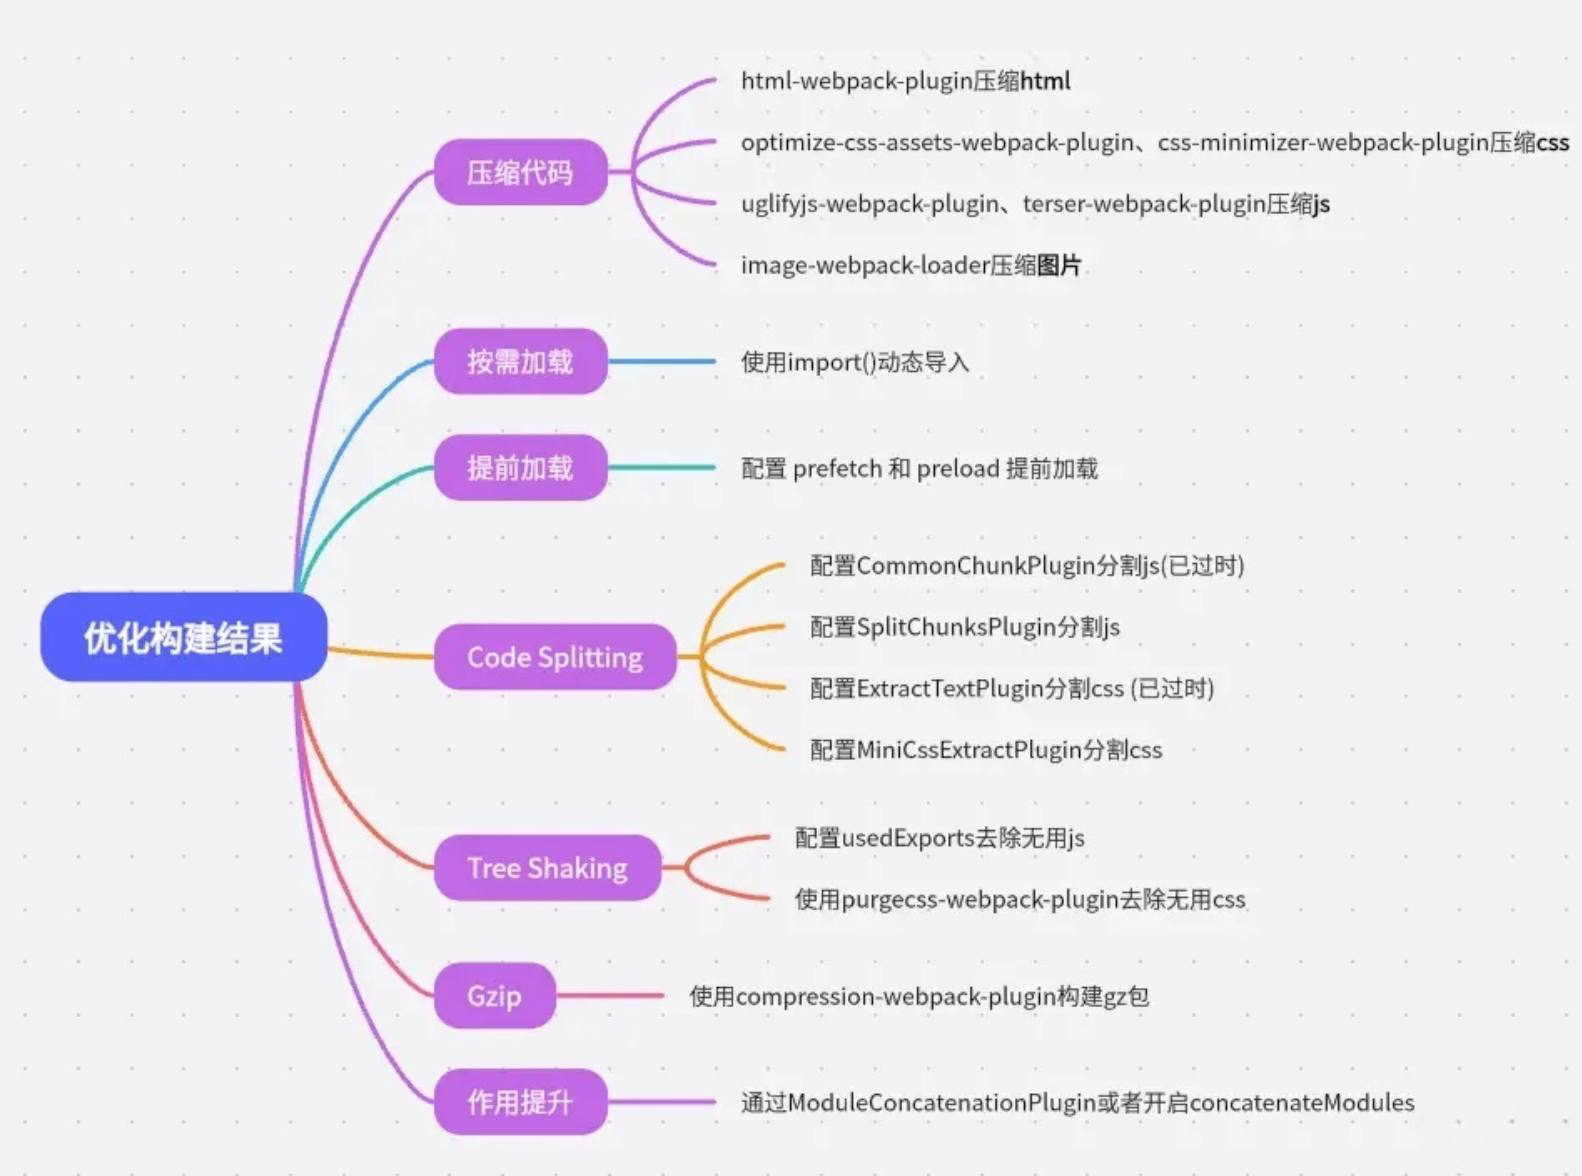 html-webpack-plugin压缩html
optimize-css-assets-webpack-plugin、css-minimizer-webpack-plugin压缩css
压缩代码
uglifyjs-webpack-plugin、terser-webpack-plugin压缩js
image-webpack-loader压缩图片
按需加载
使用import()动态导入
提前加载
配置 prefetch 和 preload 提前加载
优化构建结果
配置CommonChunkPlugin分割js(已过时)
配置SplitChunksPlugin分割js
Code Splitting
配置ExtractTextPlugin分割css (已过时)
配置MiniCssExtractPlugin分割css
配置usedExports去除无用js
Tree Shaking
使用purgecss-webpack-plugin去除无用css
Gzip
使用compression-webpack-plugin构建gz包
作用提升
通过ModuleConcatenationPlugin或者开启concatenateModules